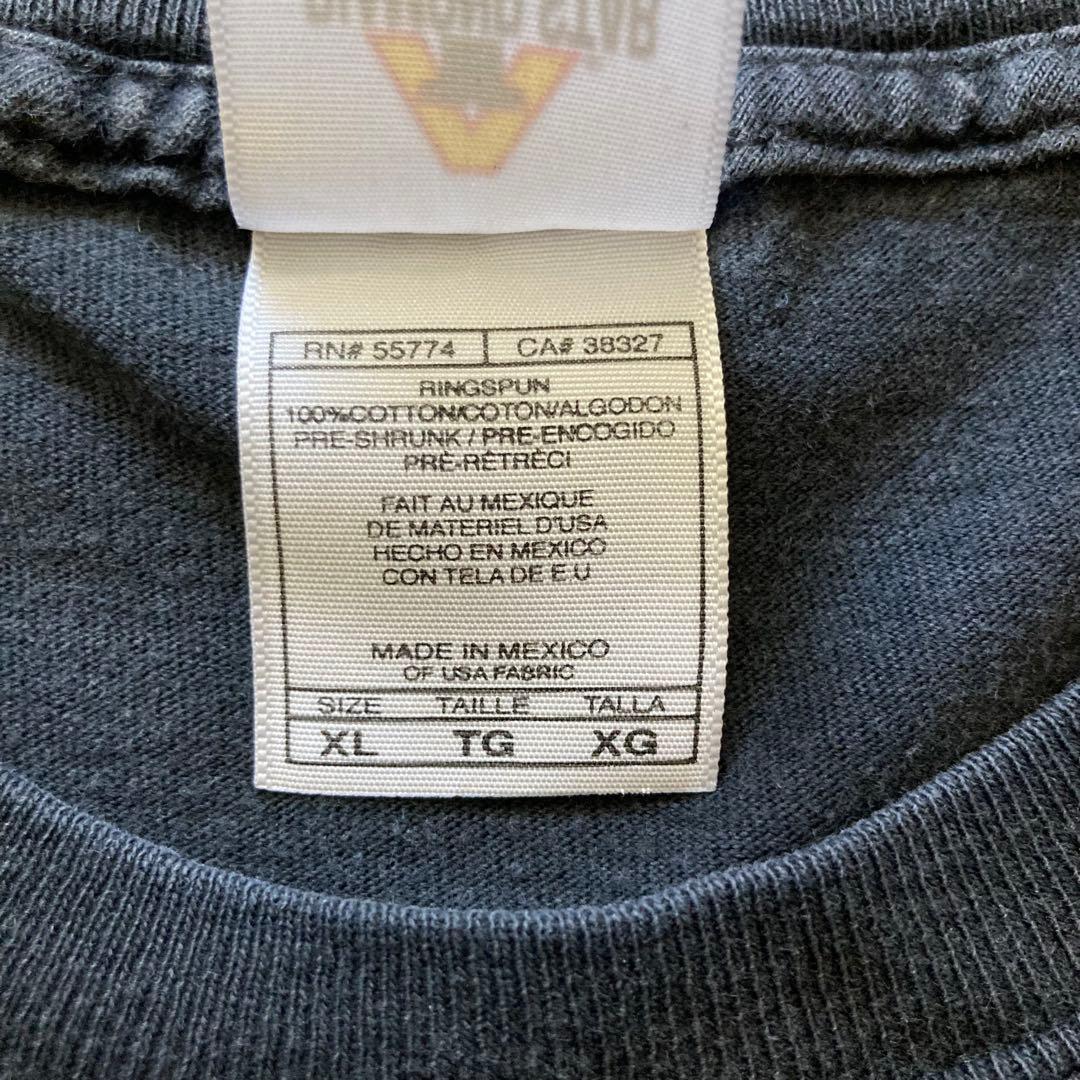 RN# 55774 CA# 38327
RINGSPUN
100%COTTON/COTON/ALGODON
PRE-SHRUNK / PRE-ENCOGIDO
PRÉ-RÉTRÉCI
FAIT AU MEXIQUE
DE MATERIEL D'USA
HECHO EN MEXICO
CON TELA DE E.U
MADE IN MEXICO
OF USA FABRIC
SIZE TAILLE TALLA
XL TG XG